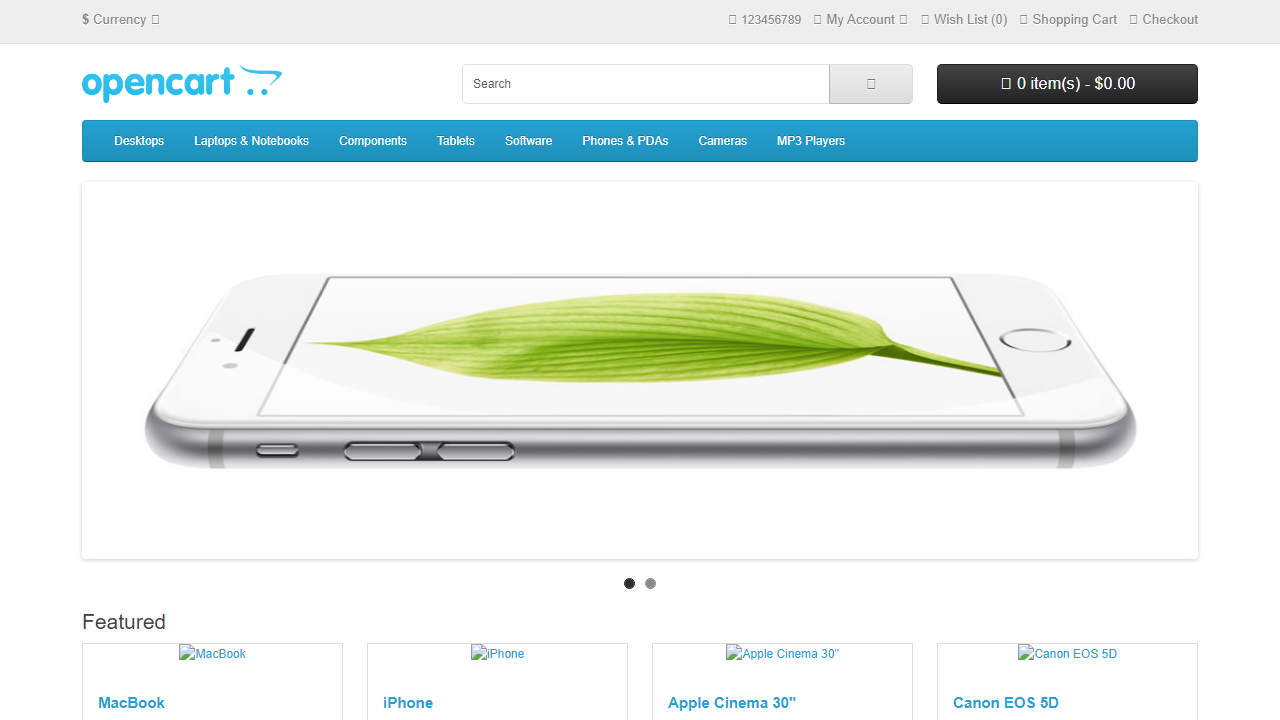 $ Currency
123456789 My Account Wish List (0) Shopping Cart Checkout
opencart
Search
0 item(s) - $0.00
Desktops Laptops & Notebooks Components Tablets Software Phones & PDAs Cameras MP3 Players
Featured
MacBook iPhone Apple Cinema 30" Canon EOS 5D
MacBook iPhone Apple Cinema 30" Canon EOS 5D